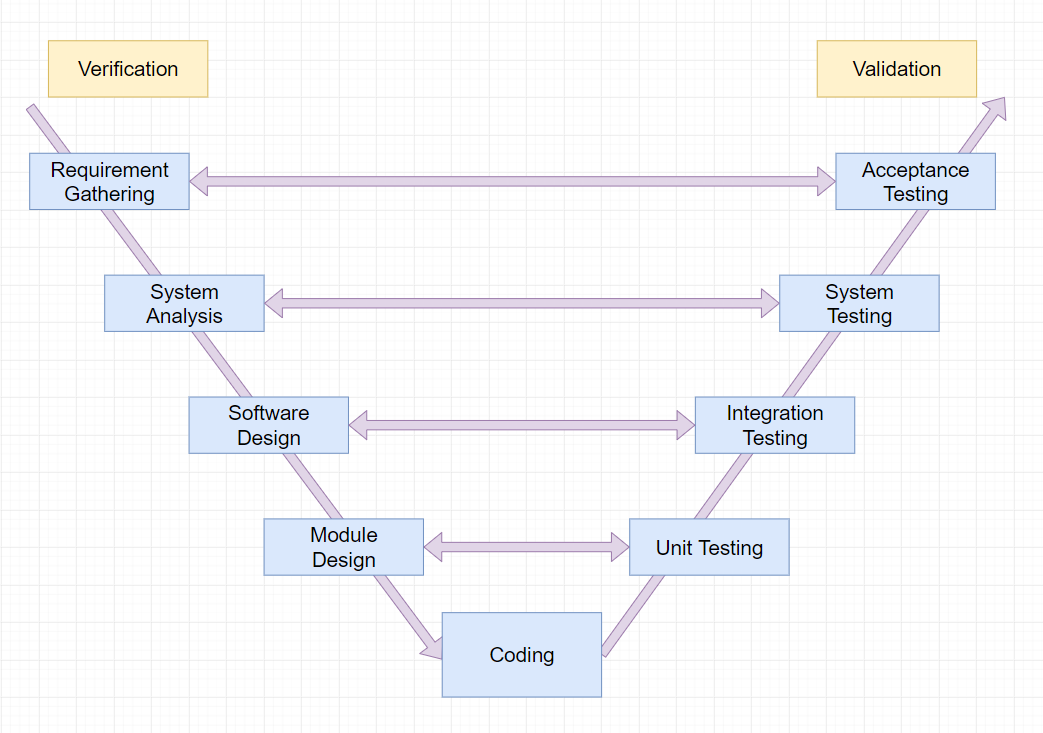 Verification
Validation
Requirement
Gathering
Acceptance
Testing
System
Analysis
System
Testing
Software
Design
Integration
Testing
Module
Design
Unit Testing
Coding